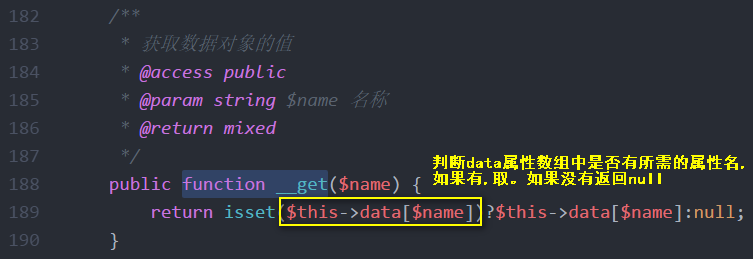 182 /**
183 * 获取数据对象的值
184 * @access public
185 * @param string $name 名称
186 * @return mixed
187 */
判断data属性数组中是否有所需的属性名,
如果有,取。如果没有返回null
188 public function __get($name) {
189 return isset($this->data[$name])?$this->data[$name]:null;
190 }